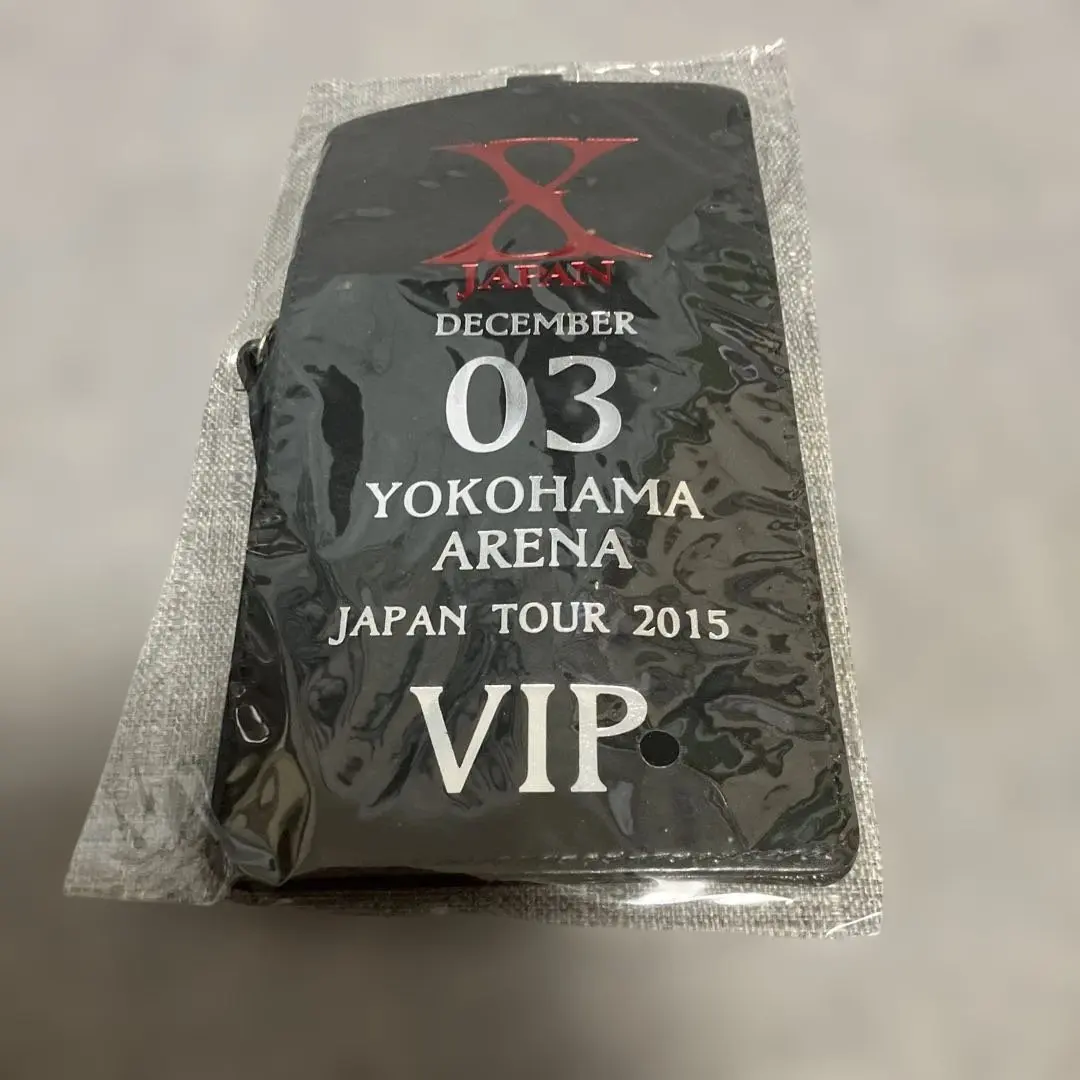 X
JAPAN
DECEMBER
03
YOKOHAMA
ARENA
JAPAN TOUR 2015
VIP